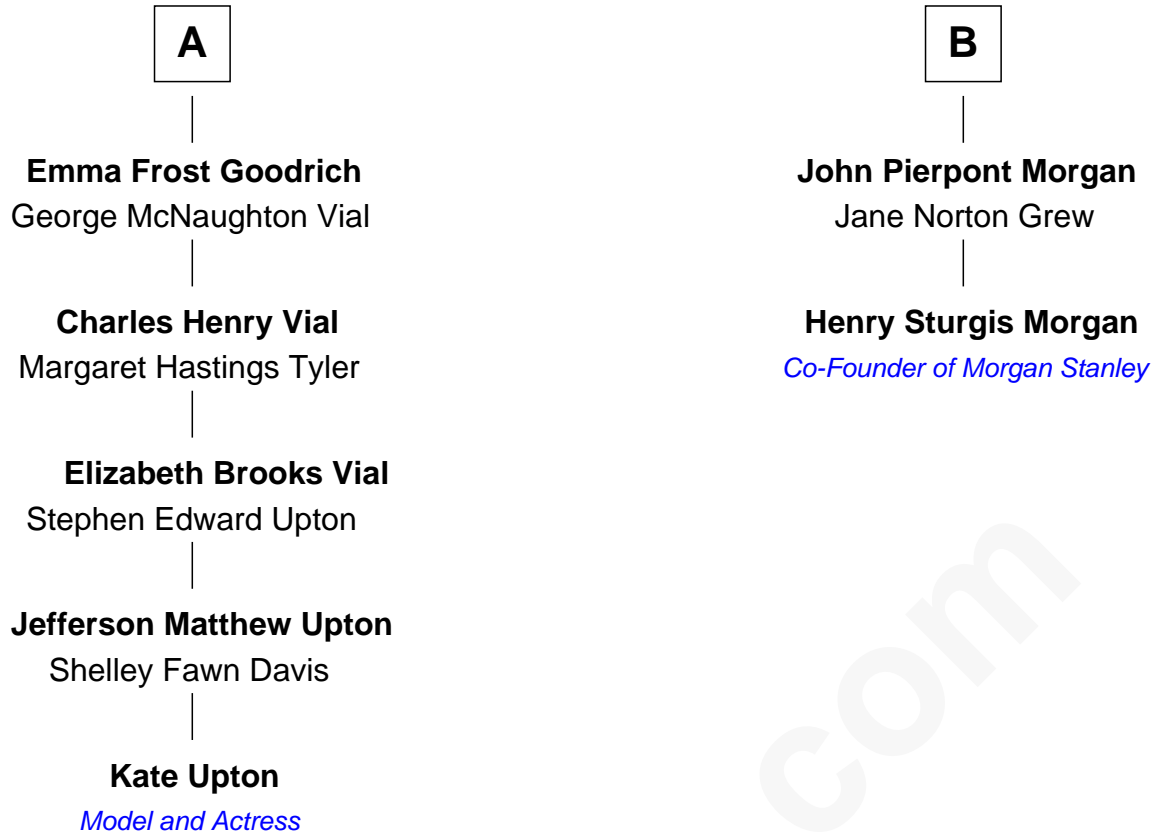 A
Emma Frost Goodrich
George McNaughton Vial
Charles Henry Vial
Margaret Hastings Tyler
Elizabeth Brooks Vial
Stephen Edward Upton
Jefferson Matthew Upton
Shelley Fawn Davis
Kate Upton
Model and Actress
B
John Pierpont Morgan
Jane Norton Grew
Henry Sturgis Morgan
Co-Founder of Morgan Stanley
com